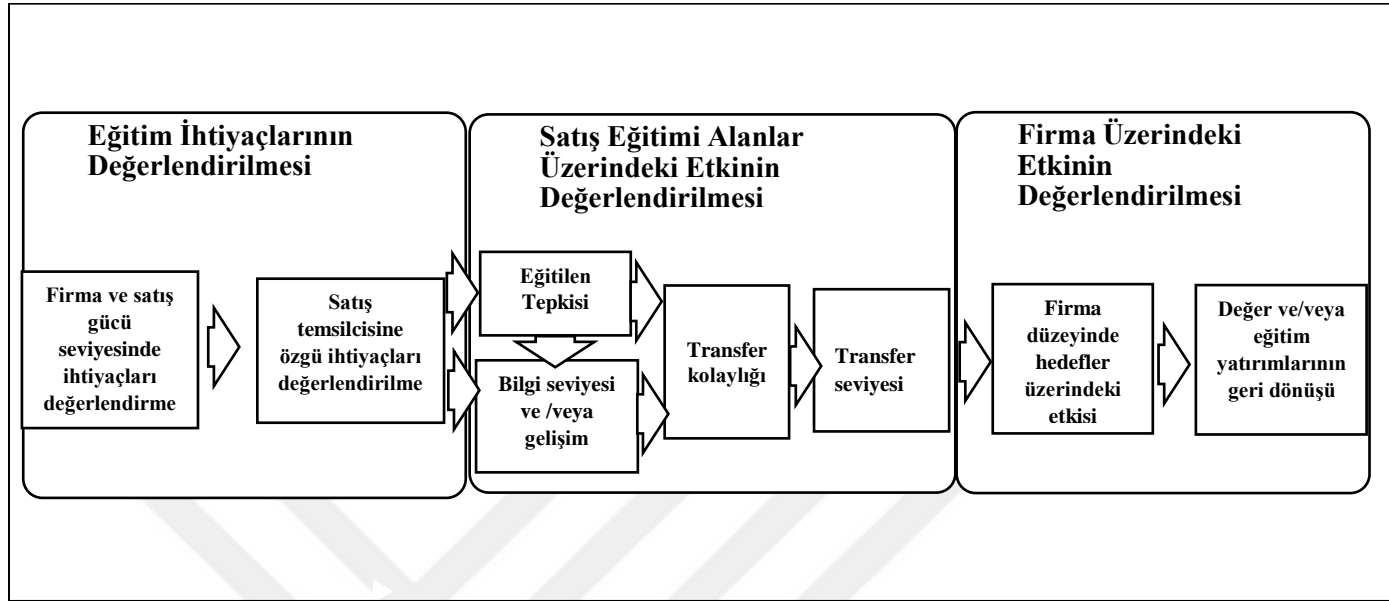 Eğitim İhtiyaçlarının
Değerlendirilmesi
Firma ve satış
gücü
seviyesinde
ihtiyaçları
değerlendirme
Satış
temsilcisine
özgü ihtiyaçları
değerlendirilme
Satış Eğitimi Alanlar
Üzerindeki Etkinin
Değerlendirilmesi
Eğitilen
Tepkisi
Bilgi seviyesi
ve /veya
gelişim
Transfer
kolaylığı
Transfer
seviyesi
Firma Üzerindeki
Etkinin
Değerlendirilmesi
Firma
düzeyinde
hedefler
üzerindeki
etkisi
Değer ve/veya
eğitim
yatırımlarının
geri dönüşü